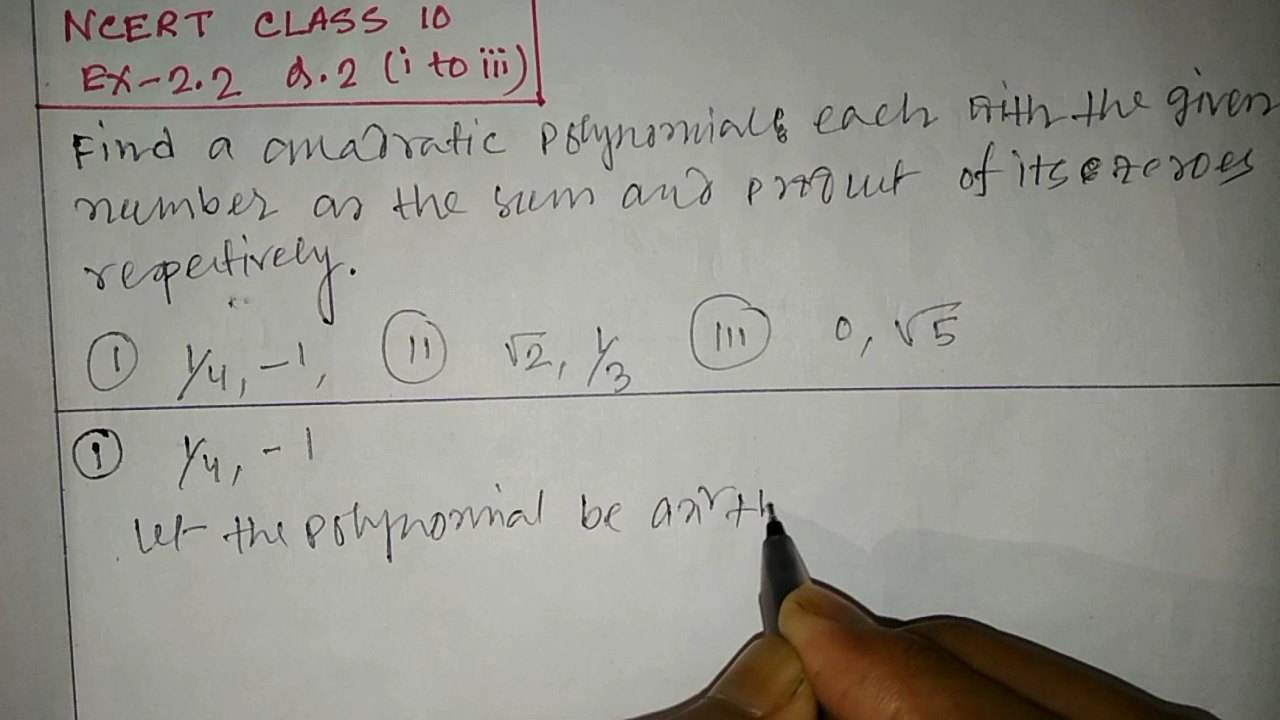 NCERT CLASS 10
EX-2.2 Q.2 (i to iii)
Find a quadratic polynomials each with the given
number as the sum and product of its zeroes
respectively.
(i) 1/4, -1, (ii) √2, 1/3 (iii) 0, √5
(i) 1/4, -1
let the polynomial be ax² +